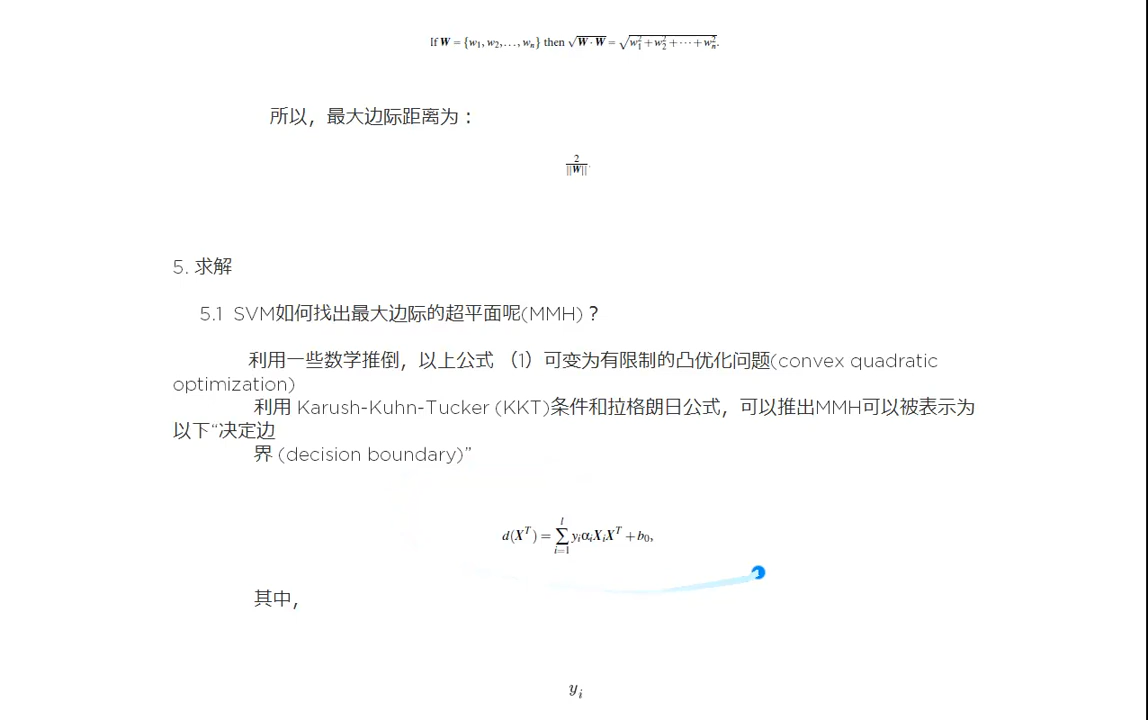 If W = {w₁, w₂, …, wₙ} then √W · W = √w₁² + w₂² + ··· + wₙ².
所以，最大边际距离为：
2
||W||.
5. 求解
5.1 SVM如何找出最大边际的超平面呢(MMH)？
利用一些数学推倒，以上公式 （1）可变为有限制的凸优化问题(convex quadratic
optimization)
利用 Karush-Kuhn-Tucker (KKT)条件和拉格朗日公式，可以推出MMH可以被表示为
以下“决定边
界 (decision boundary)”
d(Xᵀ) = ∑ᵢ₌₁ˡ yᵢαᵢXᵢXᵀ + b₀,
其中，
yᵢ